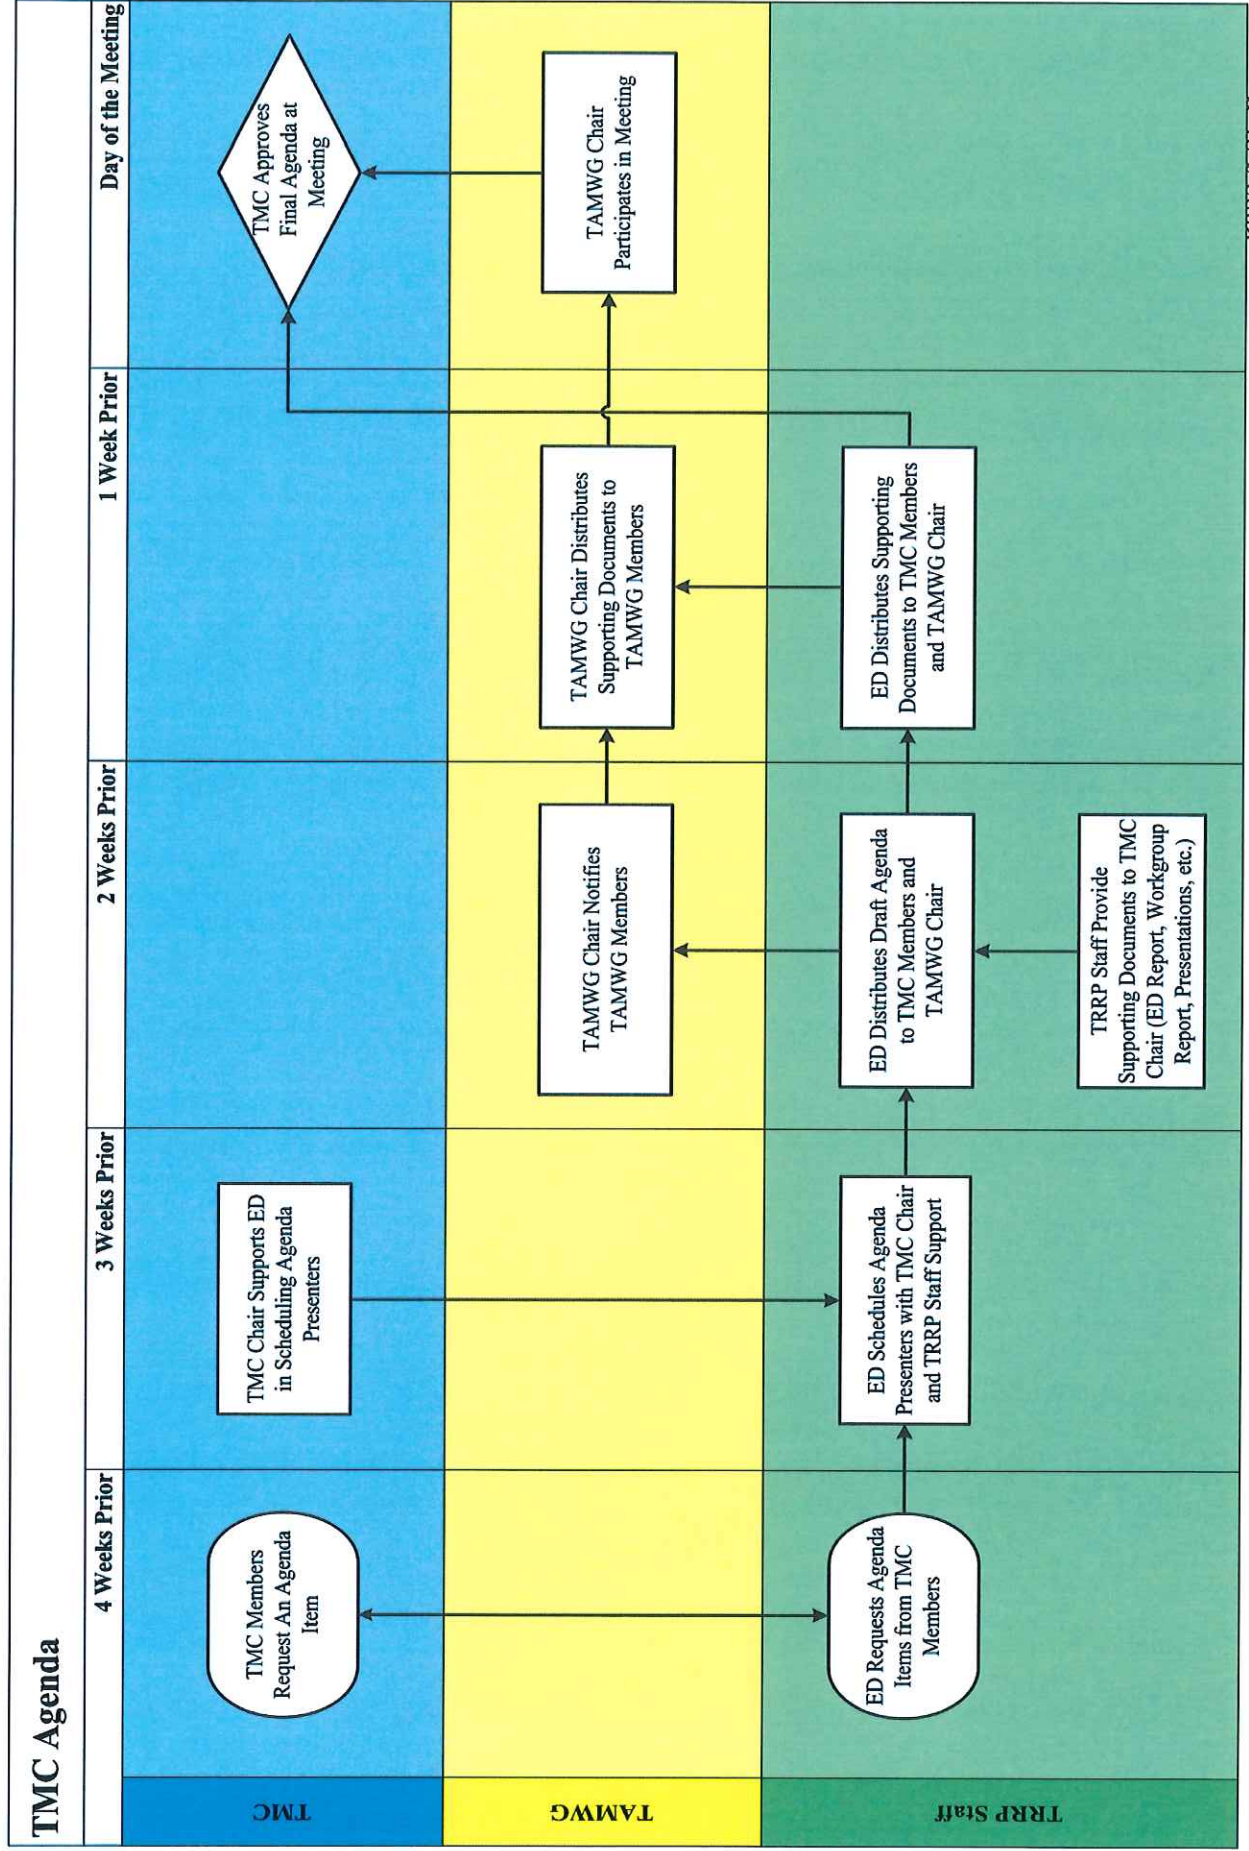 TMC Agenda
4 Weeks Prior
3 Weeks Prior
2 Weeks Prior
1 Week Prior
Day of the Meeting
TMC
TMC Members
Request An Agenda
Item
TMC Chair Supports ED
in Scheduling Agenda
Presenters
TMC Approves
Final Agenda at
Meeting
TAMWG
TAMWG Chair Notifies
TAMWG Members
TAMWG Chair Distributes
Supporting Documents to
TAMWG Members
TAMWG Chair
Participates in Meeting
TRRP Staff
ED Requests Agenda
Items from TMC
Members
ED Schedules Agenda
Presenters with TMC Chair
and TRRP Staff Support
ED Distributes Draft Agenda
to TMC Members and
TAMWG Chair
ED Distributes Supporting
Documents to TMC Members
and TAMWG Chair
TRRP Staff Provide
Supporting Documents to TMC
Chair (ED Report, Workgroup
Report, Presentations, etc.)